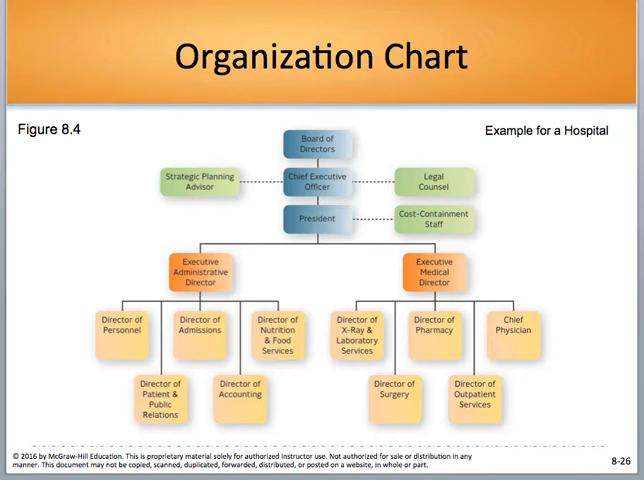 Organization Chart
Figure 8.4
Example for a Hospital
Board of
Directors
Strategic Planning
Advisor
Chief Executive
Officer
Legal
Counsel
President
Cost-Containment
Staff
Executive
Administrative
Director
Executive
Medical
Director
Director of
Personnel
Director of
Admissions
Director of
Nutrition
& Food
Services
Director of
X-Ray &
Laboratory
Services
Director of
Pharmacy
Chief
Physician
Director of
Patient &
Public
Relations
Director of
Accounting
Director of
Surgery
Director of
Outpatient
Services
© 2016 by McGraw-Hill Education. This is proprietary material solely for authorized instructor use. Not authorized for sale or distribution in any
manner. This document may not be copied, scanned, duplicated, forwarded, distributed, or posted on a website, in whole or part.
8-26